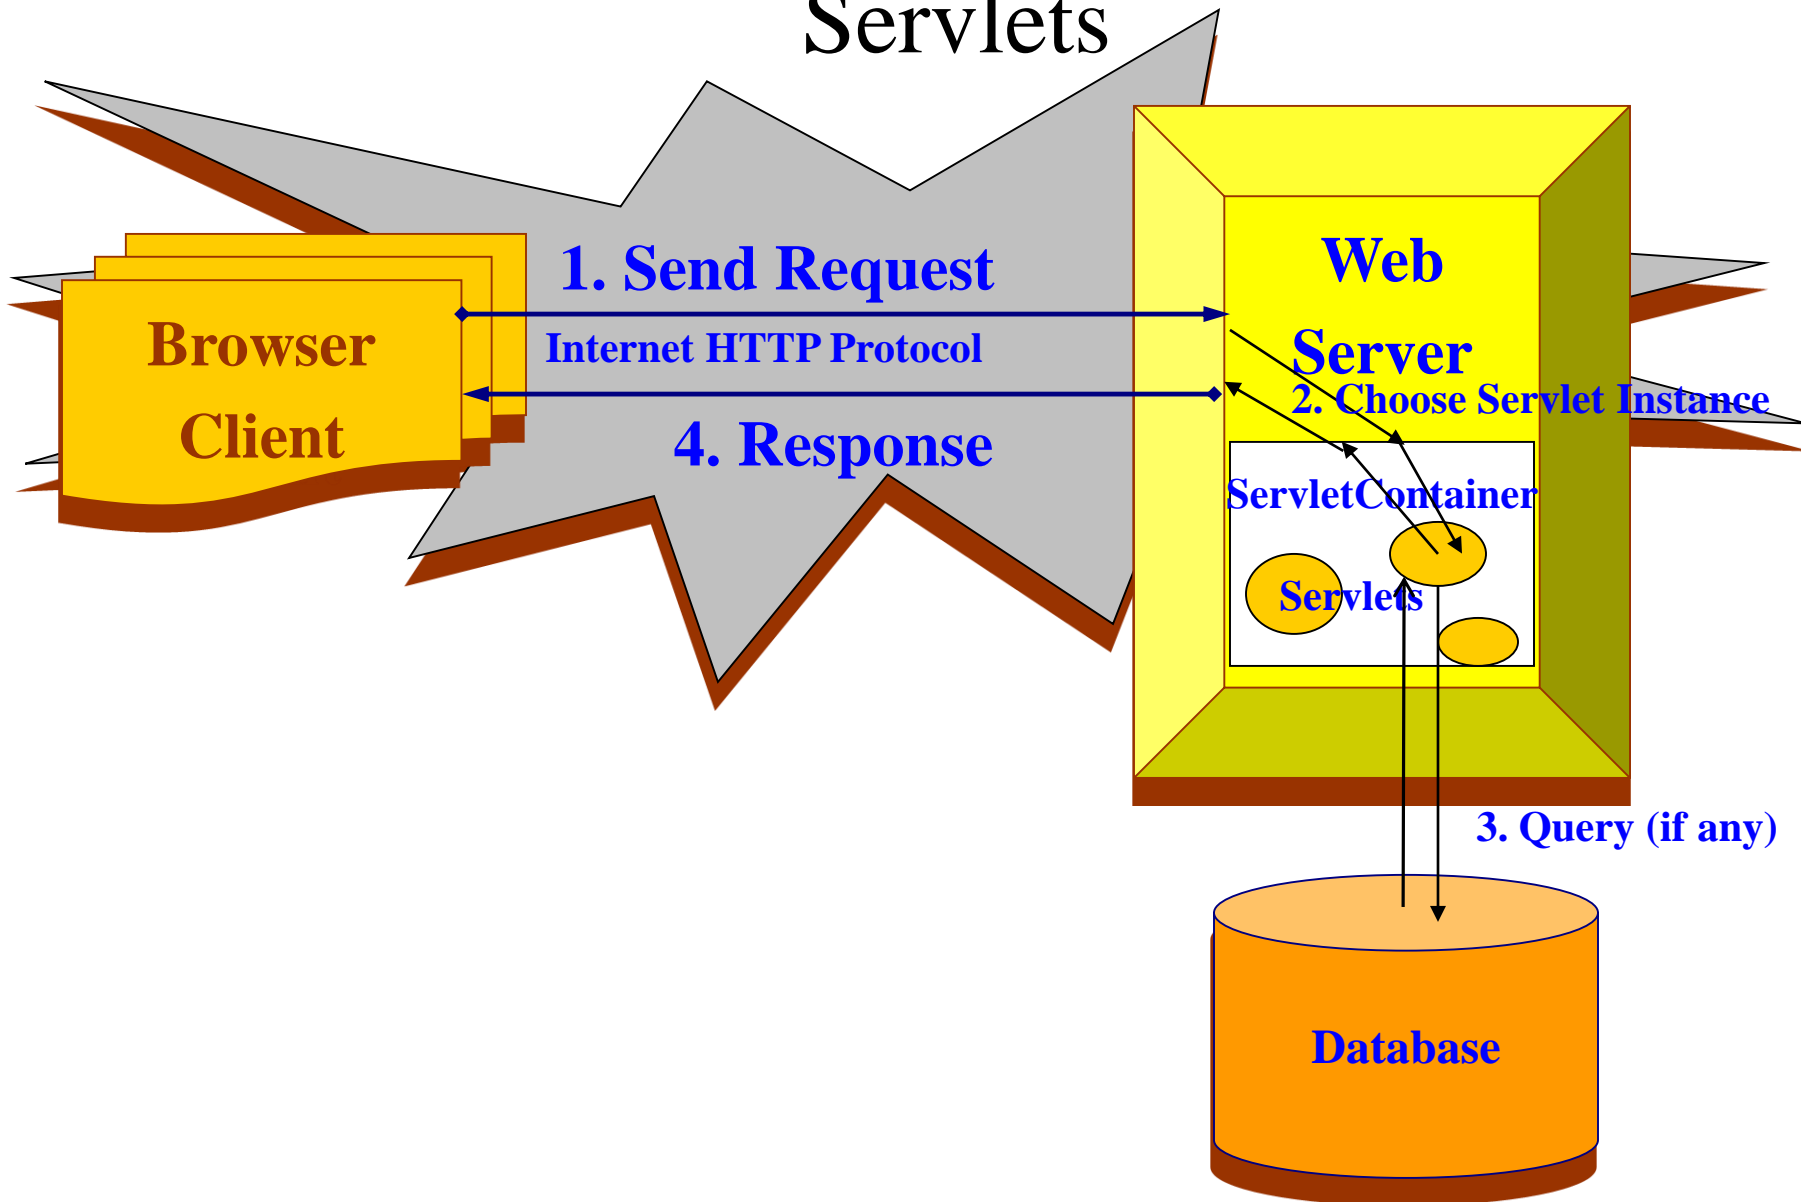 Servlets
1. Send Request
Internet HTTP Protocol
4. Response
Browser
Client
Web
Server
2. Choose Servlet Instance
ServletContainer
Servlets
3. Query (if any)
Database